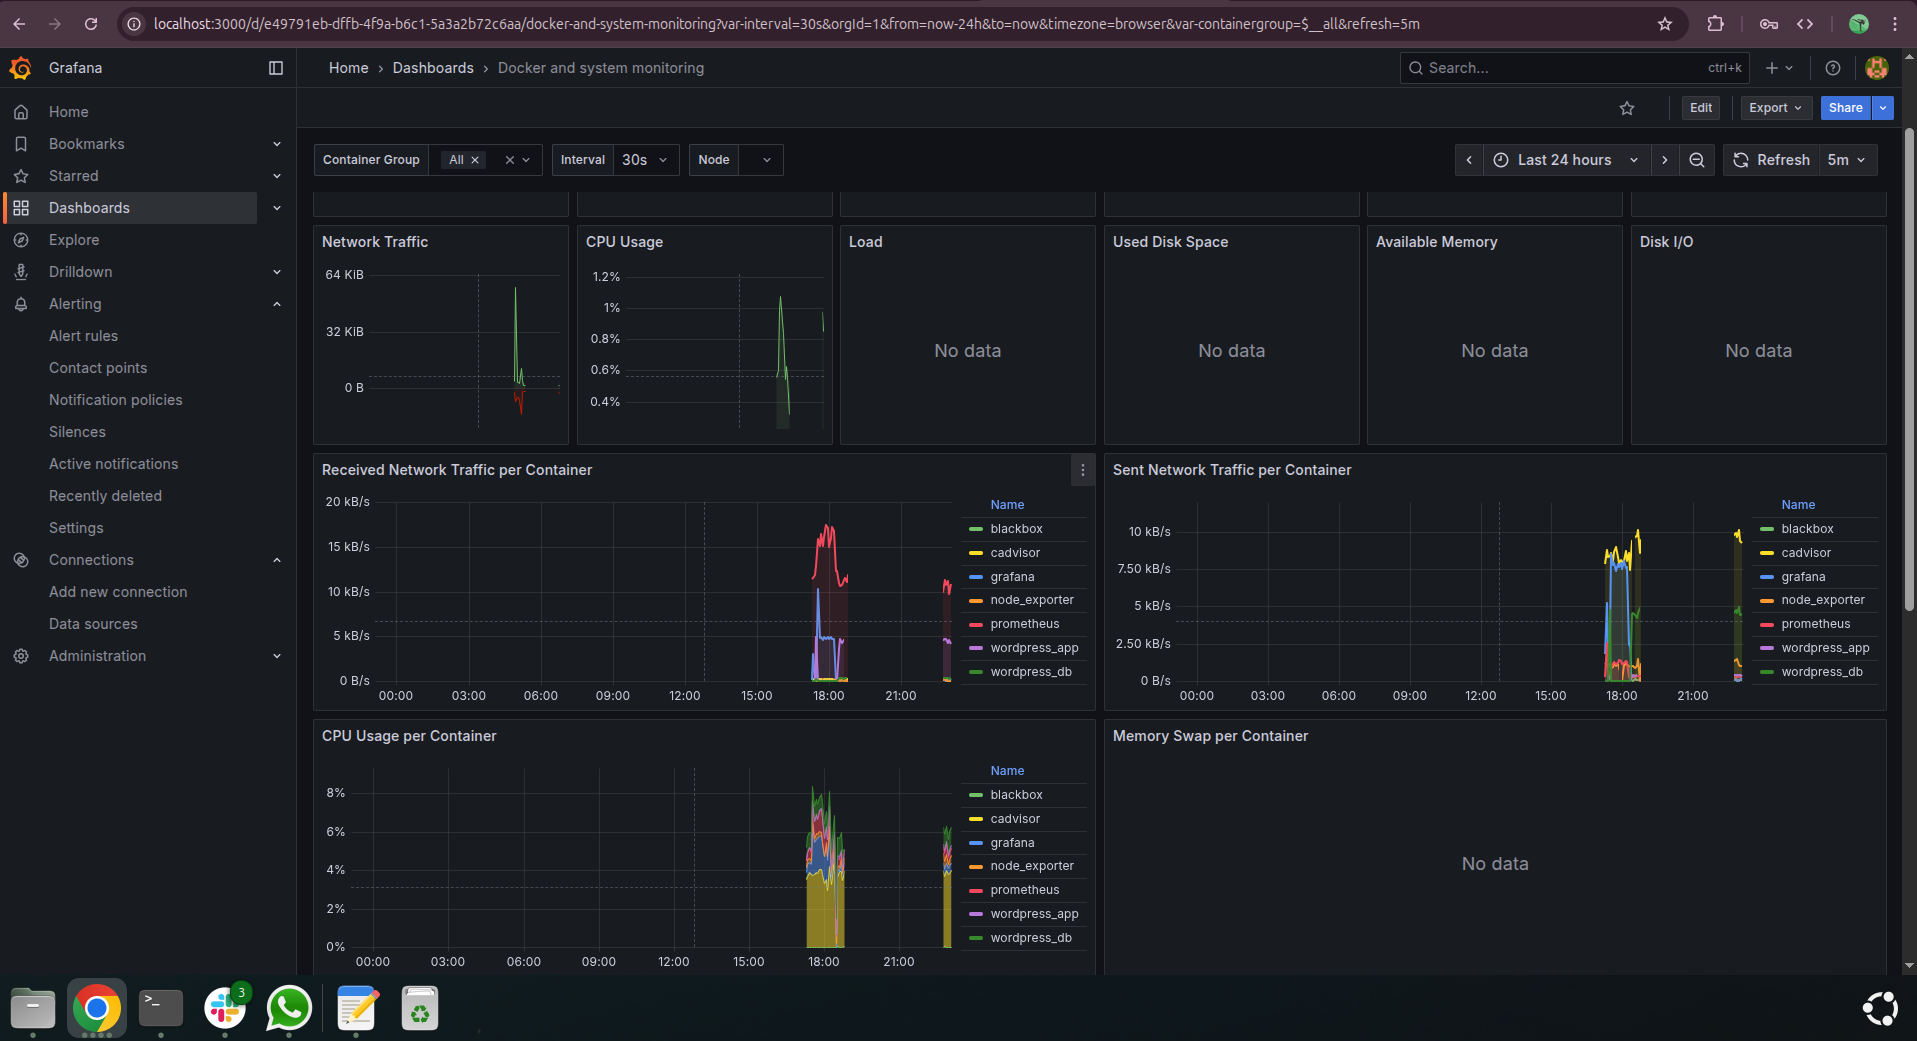 localhost:3000/d/e49791eb-dffb-4f9a-b6c1-5a3a2b72c6aa/docker-and-system-monitoring?var-interval=30s&orgId=1&from=now-24h&to=now&timezone=browser&var-containergroup=$__all&refresh=5m
Grafana
Home › Dashboards › Docker and system monitoring
Search...
ctrl+k
Home
Bookmarks
Starred
Dashboards
Explore
Drilldown
Alerting
Alert rules
Contact points
Notification policies
Silences
Active notifications
Recently deleted
Settings
Connections
Add new connection
Data sources
Administration
Edit
Export
Share
Container Group
All
Interval
30s
Node
Last 24 hours
Refresh
5m
Network Traffic
64 KiB
32 KiB
0 B
CPU Usage
1.2%
1%
0.8%
0.6%
0.4%
Load
No data
Used Disk Space
No data
Available Memory
No data
Disk I/O
No data
Received Network Traffic per Container
20 kB/s
15 kB/s
10 kB/s
5 kB/s
0 B/s
00:00 03:00 06:00 09:00 12:00 15:00 18:00 21:00
Name
blackbox
cadvisor
grafana
node_exporter
prometheus
wordpress_app
wordpress_db
Sent Network Traffic per Container
10 kB/s
7.50 kB/s
5 kB/s
2.50 kB/s
0 B/s
00:00 03:00 06:00 09:00 12:00 15:00 18:00 21:00
Name
blackbox
cadvisor
grafana
node_exporter
prometheus
wordpress_app
wordpress_db
CPU Usage per Container
8%
6%
4%
2%
0%
00:00 03:00 06:00 09:00 12:00 15:00 18:00 21:00
Name
blackbox
cadvisor
grafana
node_exporter
prometheus
wordpress_app
wordpress_db
Memory Swap per Container
No data
>_
3